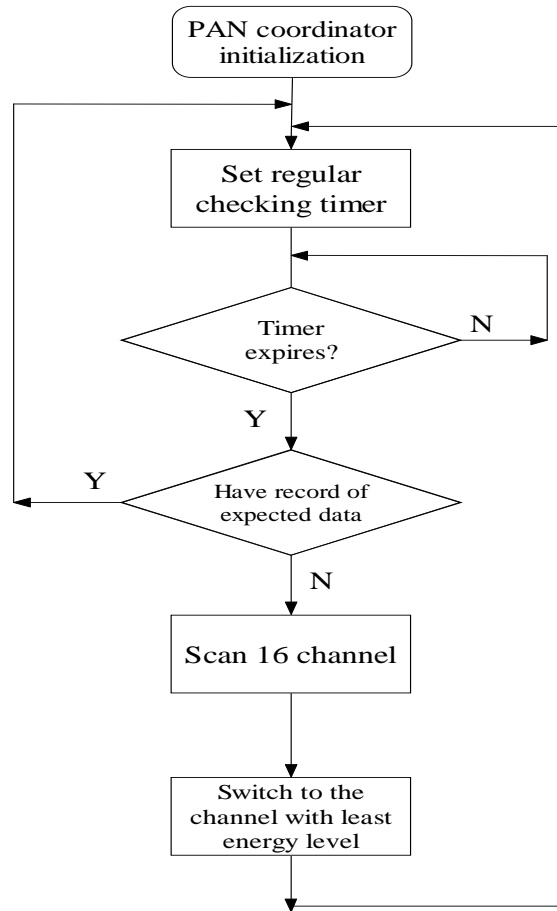 PAN coordinator
initialization
Set regular
checking timer
Timer
expires?
N
Y
Y
Have record of
expected data
N
Scan 16 channel
Switch to the
channel with least
energy level